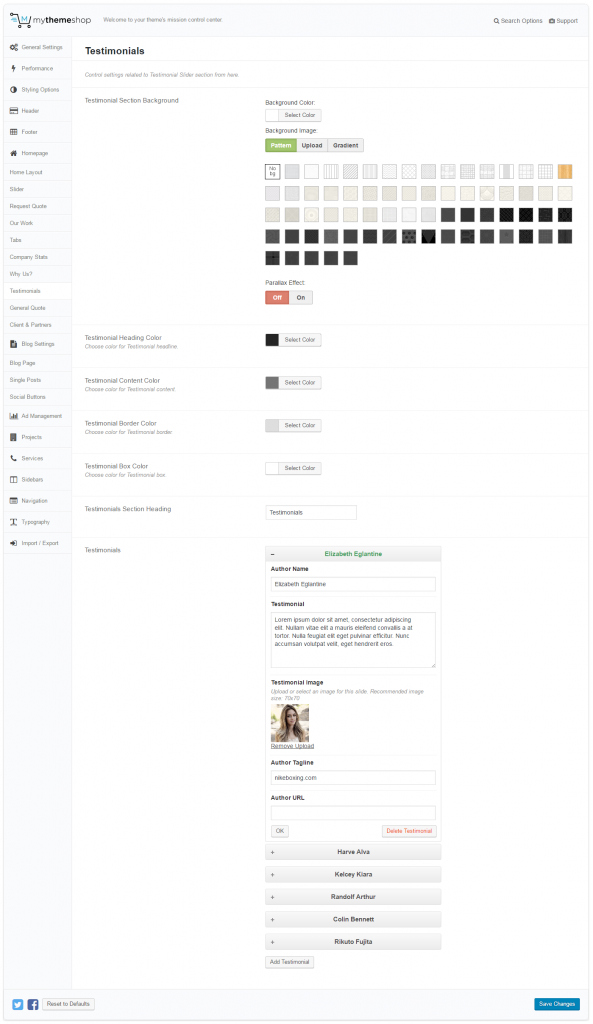 mythemeshop
Welcome to your theme's mission control center.
Search Options
Support
General Settings
Performance
Styling Options
Header
Footer
Homepage
Home Layout
Slider
Request Quote
Our Work
Tabs
Company Stats
Why Us?
Testimonials
General Quote
Client & Partners
Blog Settings
Blog Page
Single Posts
Social Buttons
Ad Management
Projects
Services
Sidebars
Navigation
Typography
Import / Export
Testimonials
Control settings related to Testimonial Slider section from here.
Testimonial Section Background
Background Color:
Select Color
Background Image:
Pattern Upload Gradient
No
bg
Parallax Effect:
Off On
Testimonial Heading Color
Choose color for Testimonial headline.
Select Color
Testimonial Content Color
Choose color for Testimonial content.
Select Color
Testimonial Border Color
Choose color for Testimonial border
Select Color
Testimonial Box Color
Choose color for Testimonial box
Select Color
Testimonials Section Heading
Testimonials
Testimonials
– Elizabeth Eglantine
Author Name
Elizabeth Eglantine
Testimonial
Lorem ipsum dolor sit amet, consectetur adipiscing
elit. Nullam vitae elit a mauris eleifend convallis a at
tortor. Nulla feugiat elit eget pulvinar efficitur. Nunc
accumsan volutpat velit, eget hendrerit eros.
Testimonial Image
Upload or select an image for this slide. Recommended image
size: 70x70
Remove Upload
Author Tagline
nikeboxing.com
Author URL
OK
Delete Testimonial
+ Harve Alva
+ Kelcey Kiara
+ Randolf Arthur
+ Colin Bennett
+ Rikuto Fujita
Add Testimonial
Reset to Defaults
Save Changes